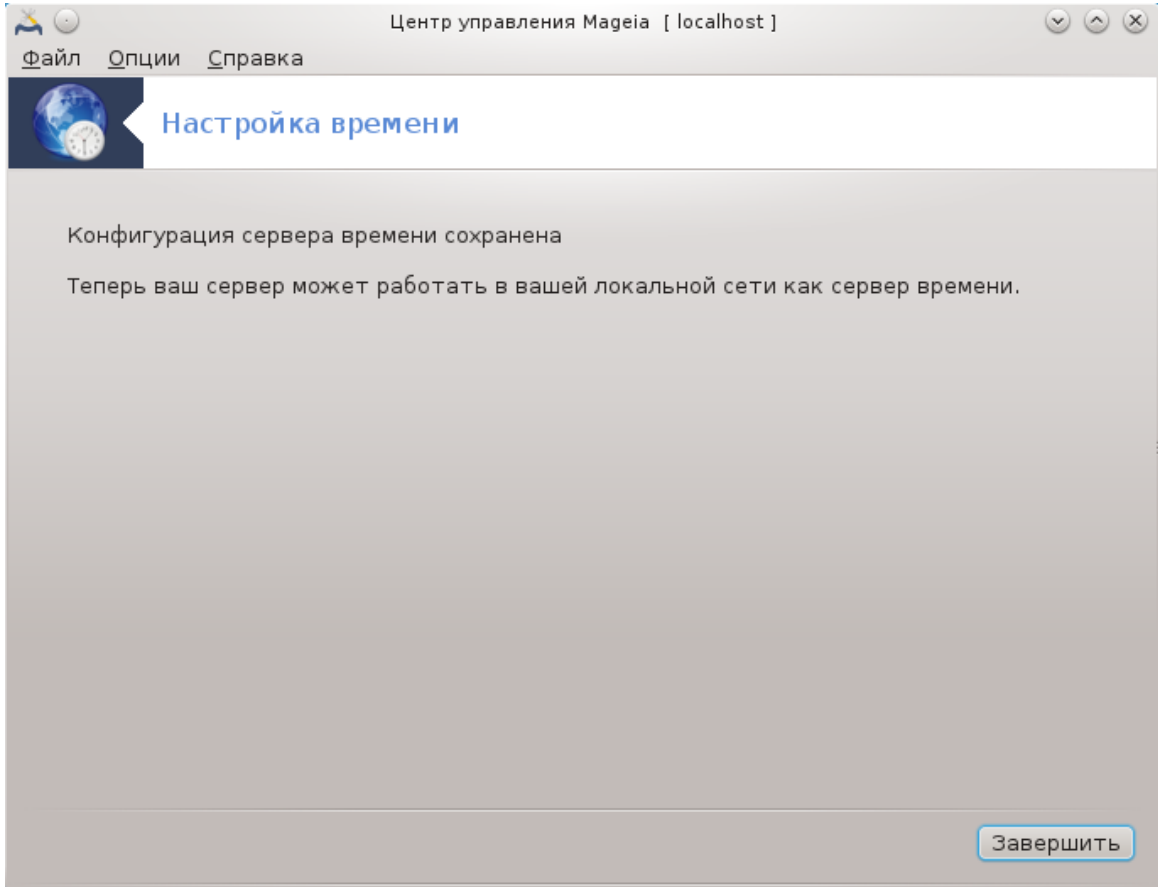 Центр управления Mageia [ localhost ]
Файл Опции Справка
Настройка времени
Конфигурация сервера времени сохранена
Теперь ваш сервер может работать в вашей локальной сети как сервер времени.
Завершить